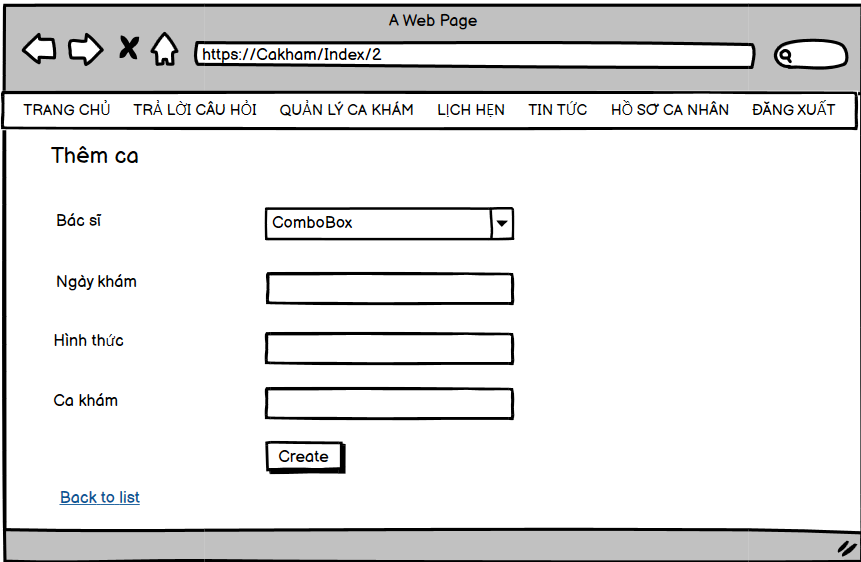 A Web Page
https://Cakham/Index/2
TRANG CHỦ TRẢ LỜI CÂU HỎI QUẢN LÝ CA KHÁM LỊCH HẸN TIN TỨC HỒ SƠ CA NHÂN ĐĂNG XUẤT
Thêm ca
Bác sĩ ComboBox
Ngày khám
Hình thức
Ca khám
Create
Back to list